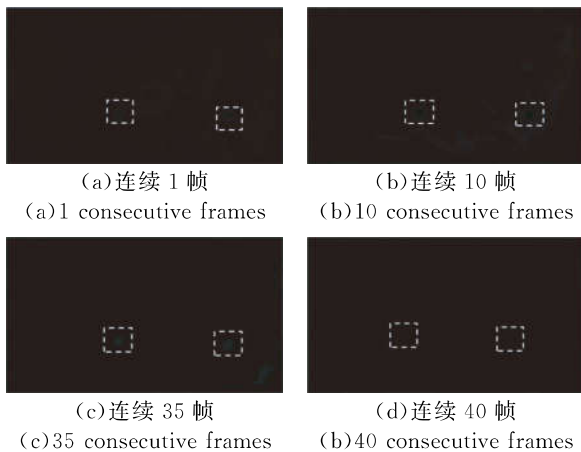 (a)连续 1 帧
(a)1 consecutive frames
(b)连续 10 帧
(b)10 consecutive frames
(c)连续 35 帧
(c)35 consecutive frames
(d)连续 40 帧
(b)40 consecutive frames